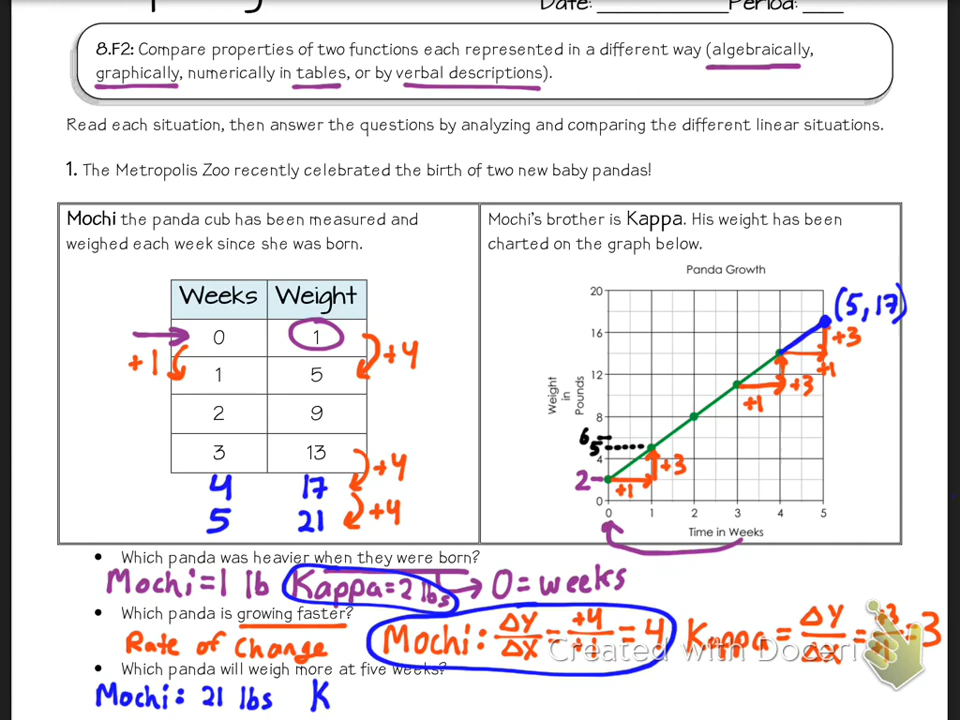 Date: ________ Period: ____
8.F2: Compare properties of two functions each represented in a different way (algebraically,
graphically, numerically in tables, or by verbal descriptions).
Read each situation, then answer the questions by analyzing and comparing the different linear situations.
1. The Metropolis Zoo recently celebrated the birth of two new baby pandas!
Mochi the panda cub has been measured and
weighed each week since she was born.
Weeks Weight
0 1
+1 +4
1 5
2 9
3 13
+4
4 17
+4
5 21
Mochi's brother is Kappa. His weight has been
charted on the graph below.
Panda Growth
20
(5, 17)
16
+3
+1
12
+3
+1
8
6
5
4
+3
2
+1
0
Weight
in
Pounds
0 1 2 3 4 5
Time in Weeks
• Which panda was heavier when they were born?
Mochi = 1 lb Kappa = 2 lbs → 0 = weeks
• Which panda is growing faster?
Rate of Change Mochi: ΔY/ΔX = +4/+1 = 4 Kappa = ΔY/ΔX = +3/+1 = 3
Created with Doceri
• Which panda will weigh more at five weeks?
Mochi: 21 lbs K